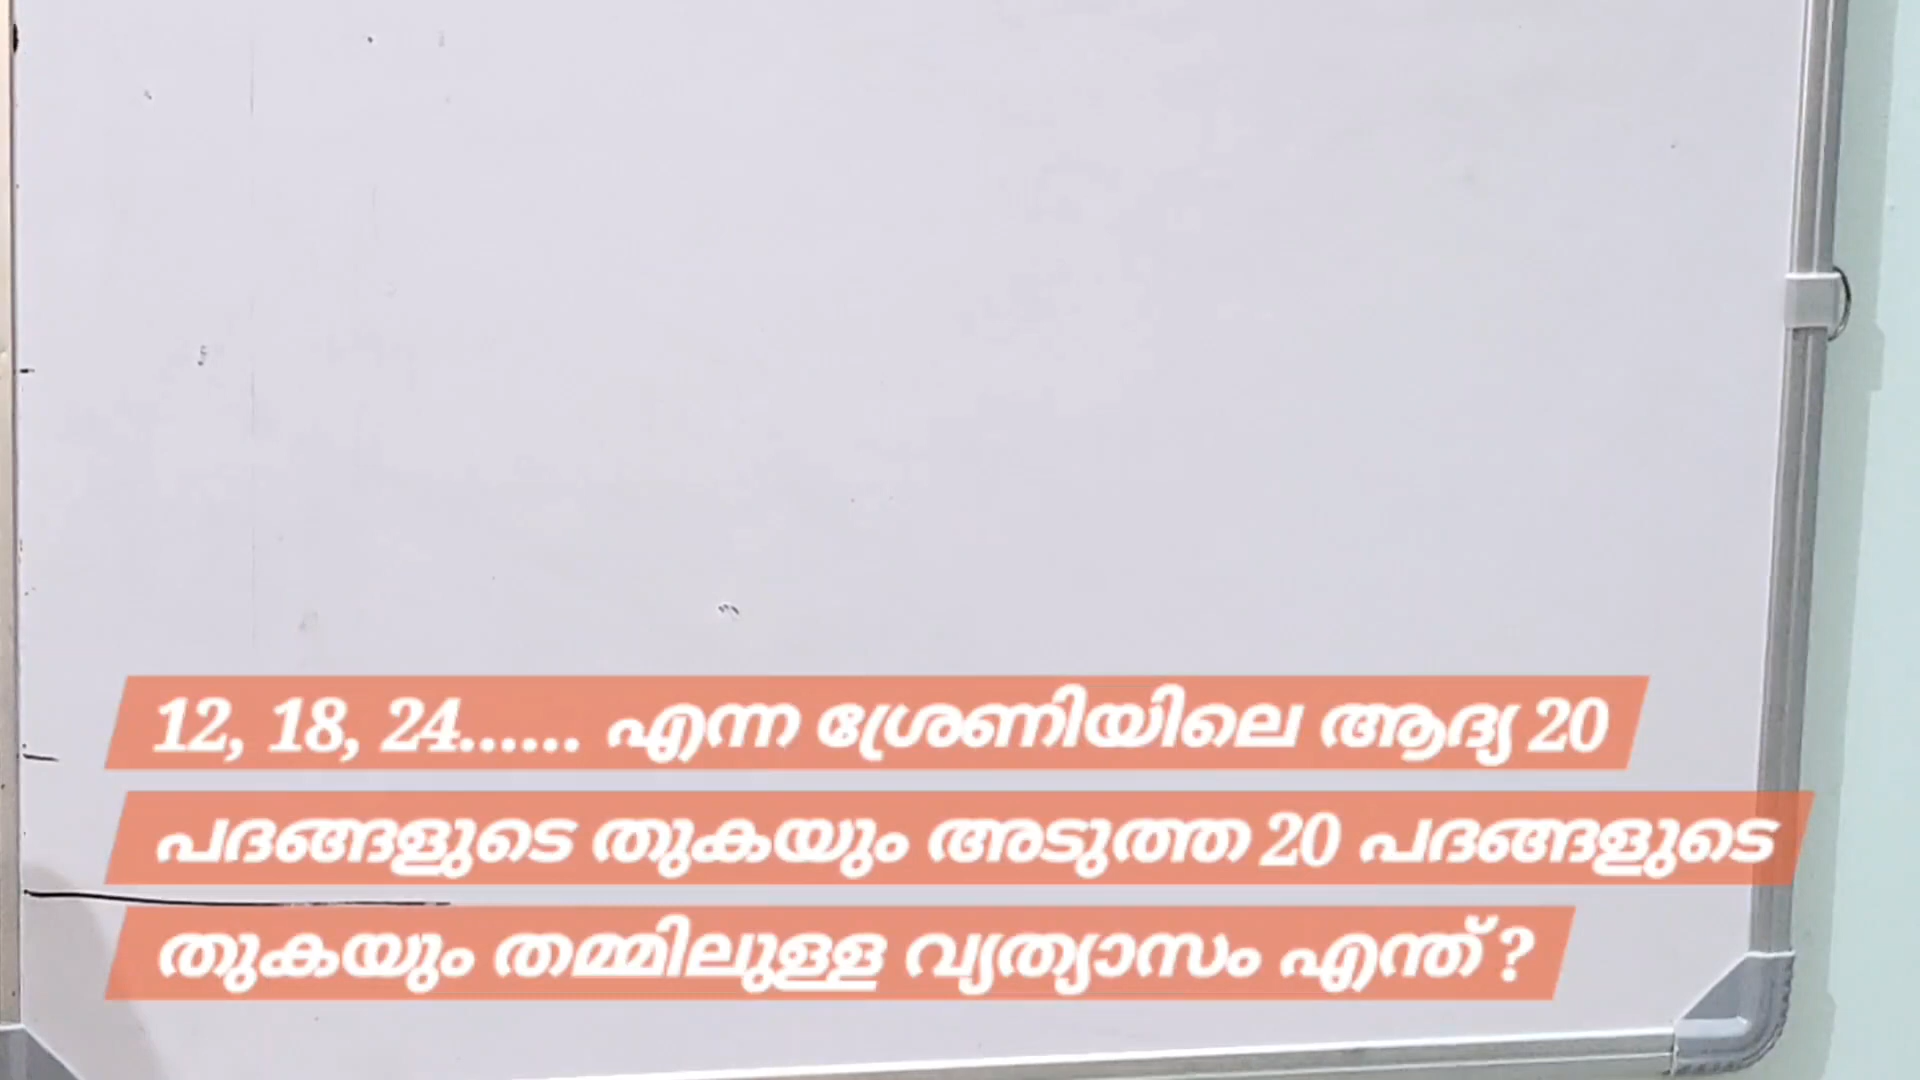 12, 18, 24...... എന്ന ശ്രേണിയിലെ ആദ്യ 20
പദങ്ങളുടെ തുകയും അടുത്ത 20 പദങ്ങളുടെ
തുകയും തമ്മിലുള്ള വ്യത്യാസം എന്ത് ?